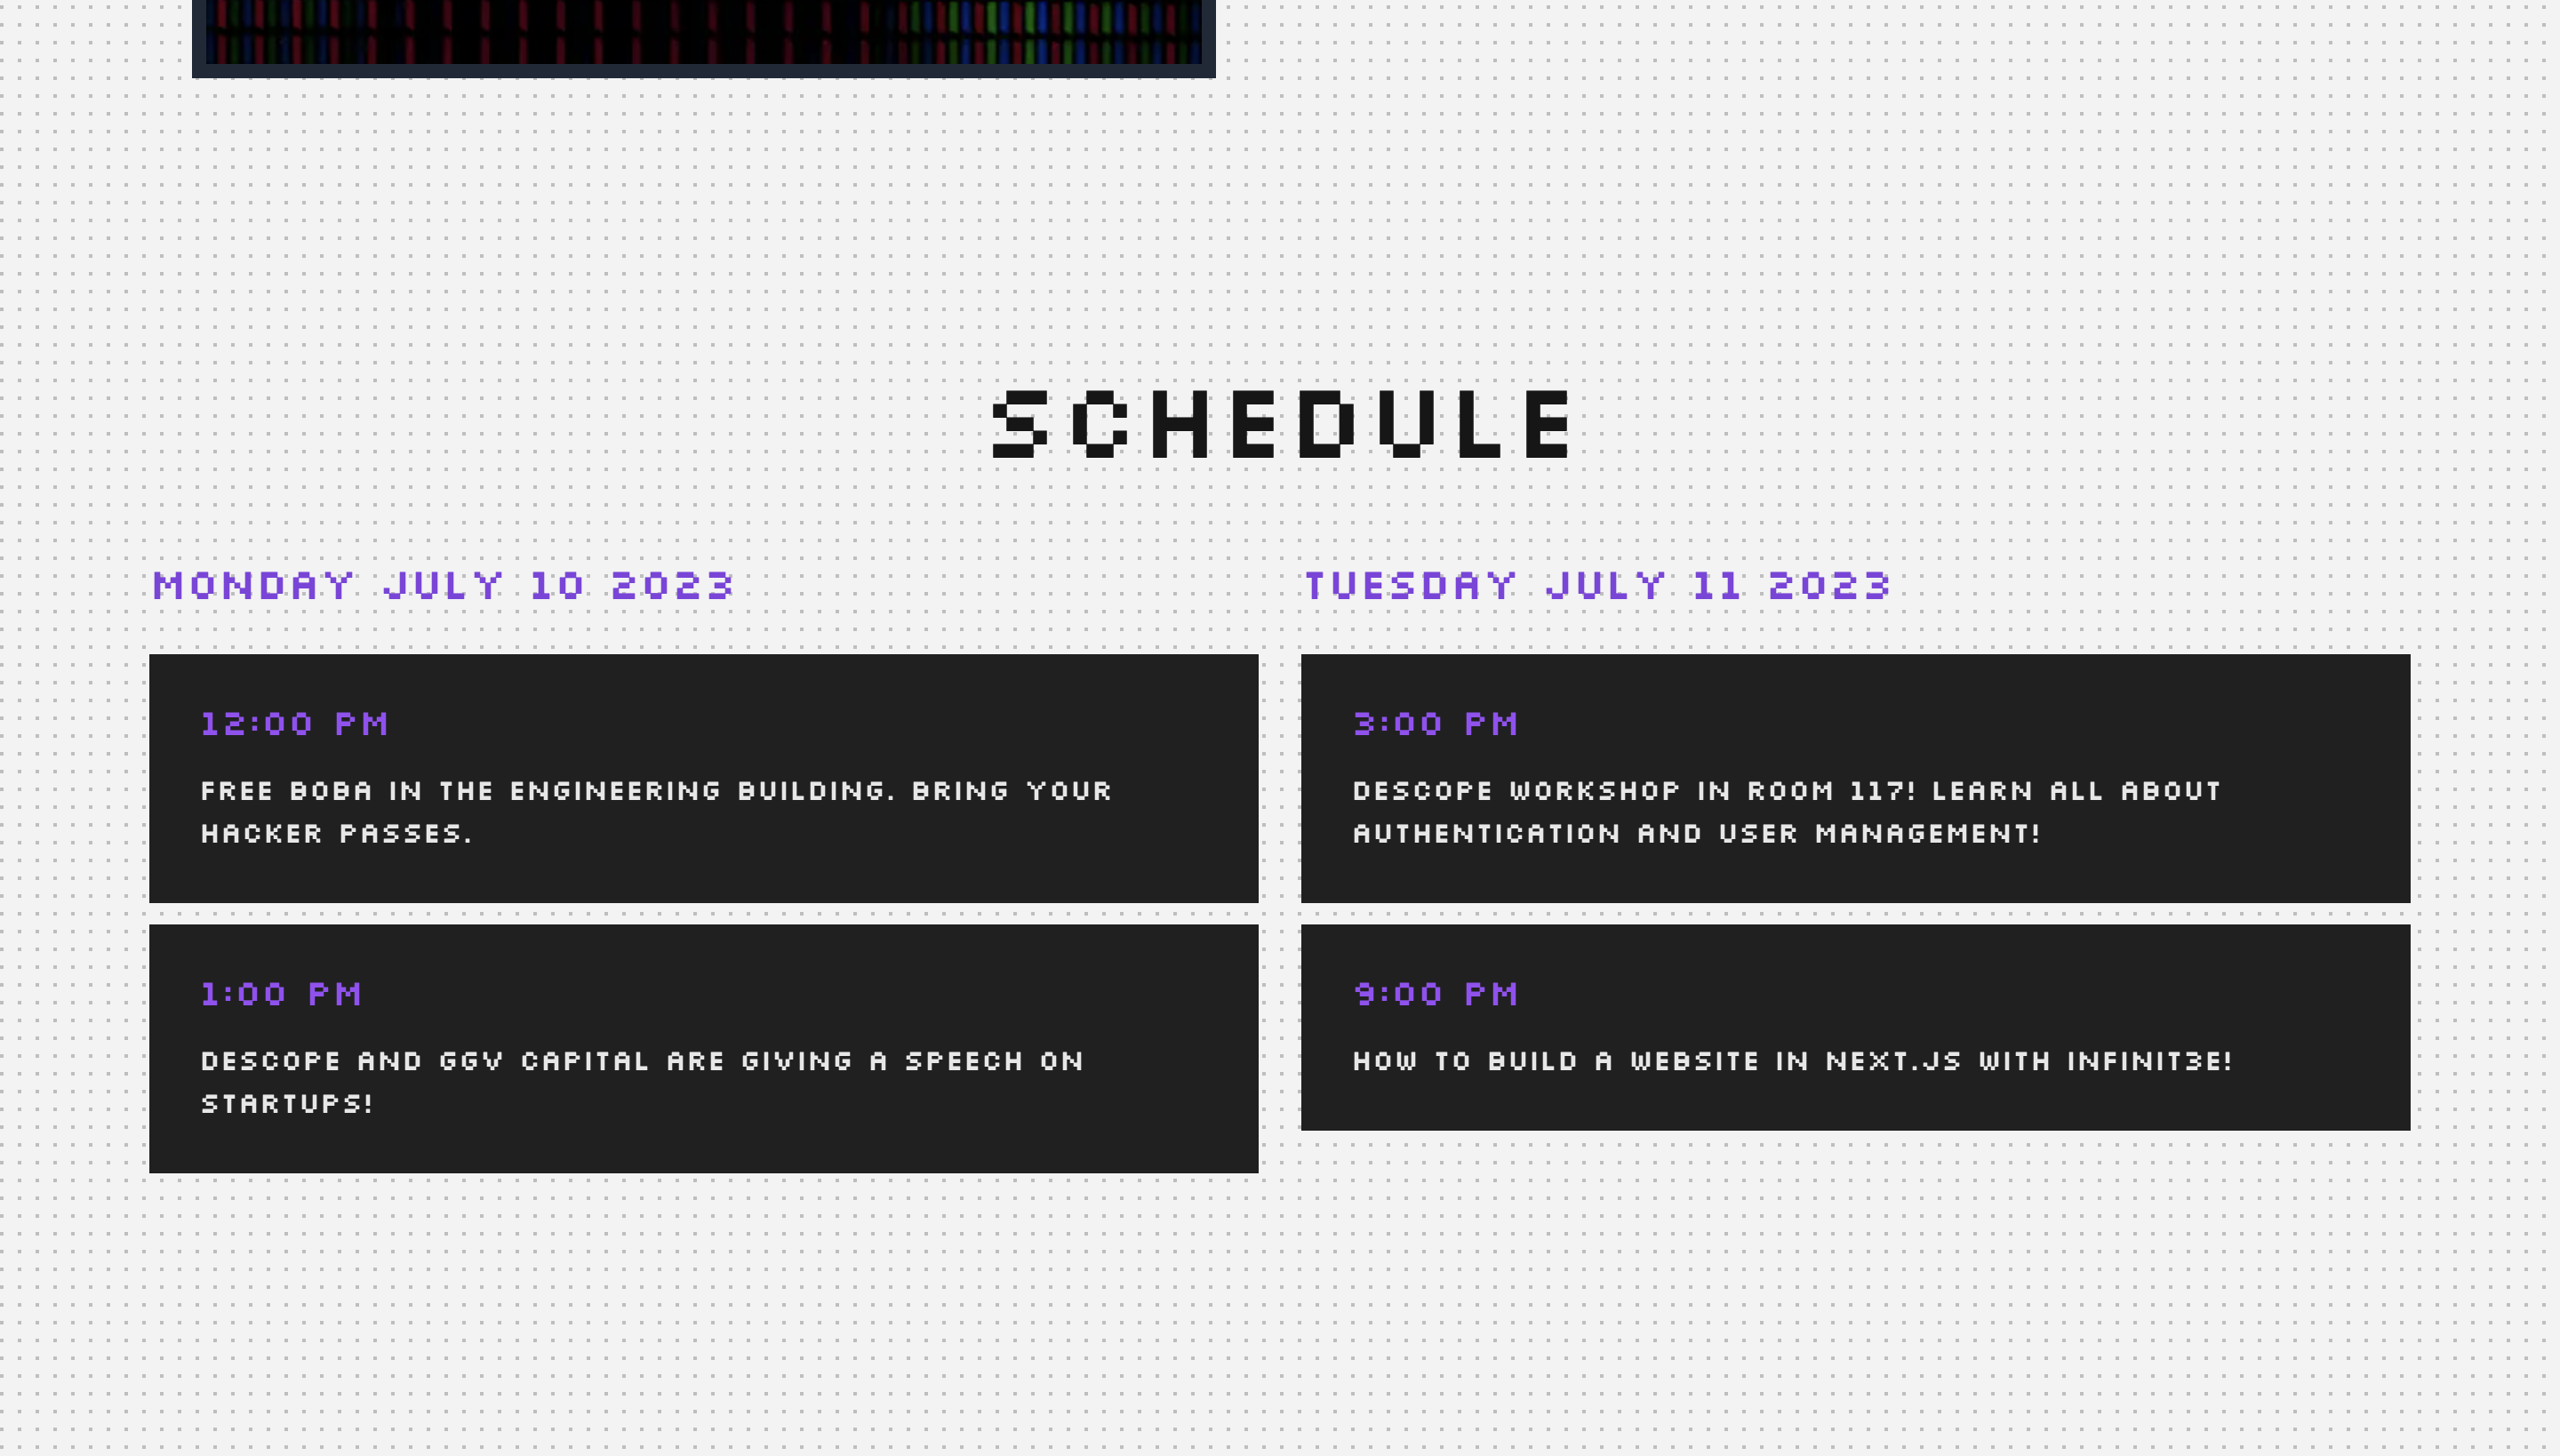 SCHEDULE
MONDAY JULY 10 2023
12:00 PM
FREE BOBA IN THE ENGINEERING BUILDING. BRING YOUR
HACKER PASSES.
1:00 PM
DESCOPE AND GGV CAPITAL ARE GIVING A SPEECH ON
STARTUPS!
TUESDAY JULY 11 2023
3:00 PM
DESCOPE WORKSHOP IN ROOM 117! LEARN ALL ABOUT
AUTHENTICATION AND USER MANAGEMENT!
9:00 PM
HOW TO BUILD A WEBSITE IN NEXT.JS WITH INFINIT3E!